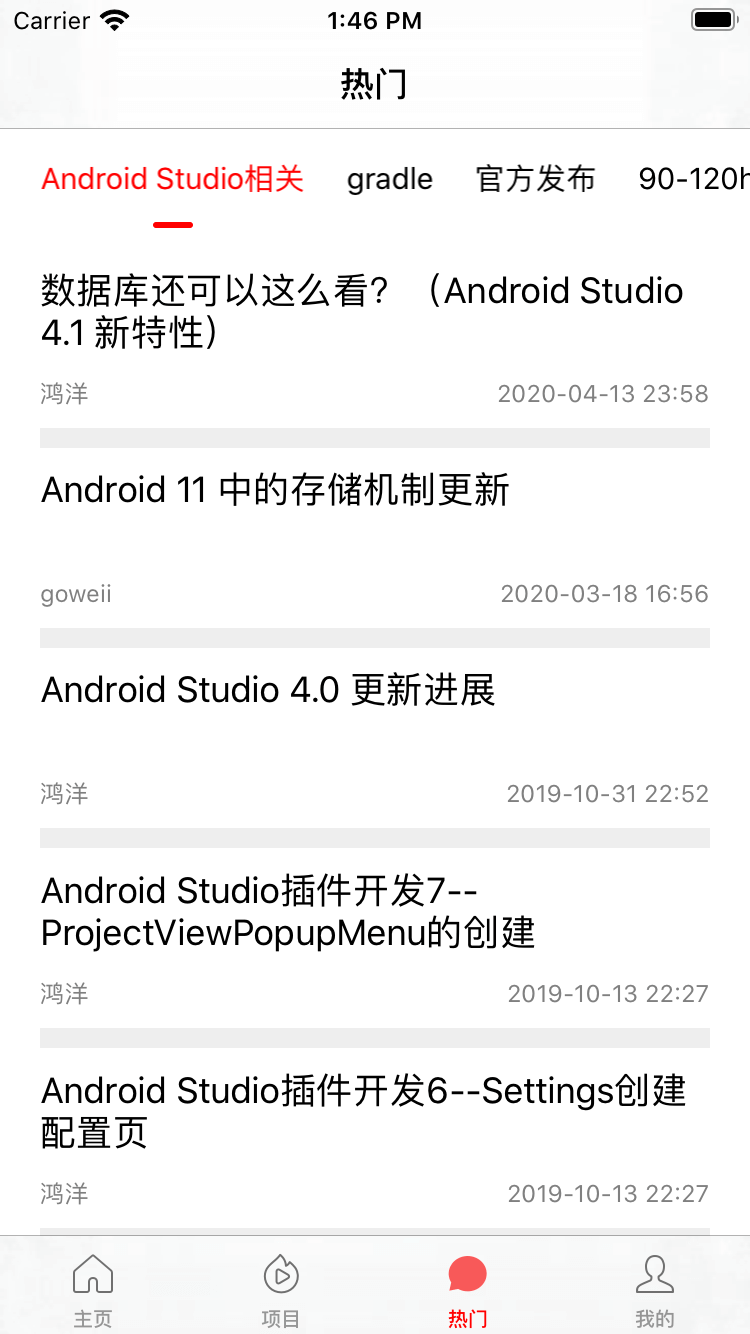 Carrier 1:46 PM
热门
Android Studio相关 gradle 官方发布 90-120h
数据库还可以这么看？（Android Studio
4.1 新特性）
鸿洋 2020-04-13 23:58
Android 11 中的存储机制更新
goweii 2020-03-18 16:56
Android Studio 4.0 更新进展
鸿洋 2019-10-31 22:52
Android Studio插件开发7--
ProjectViewPopupMenu的创建
鸿洋 2019-10-13 22:27
Android Studio插件开发6--Settings创建
配置页
鸿洋 2019-10-13 22:27
主页 项目 热门 我的